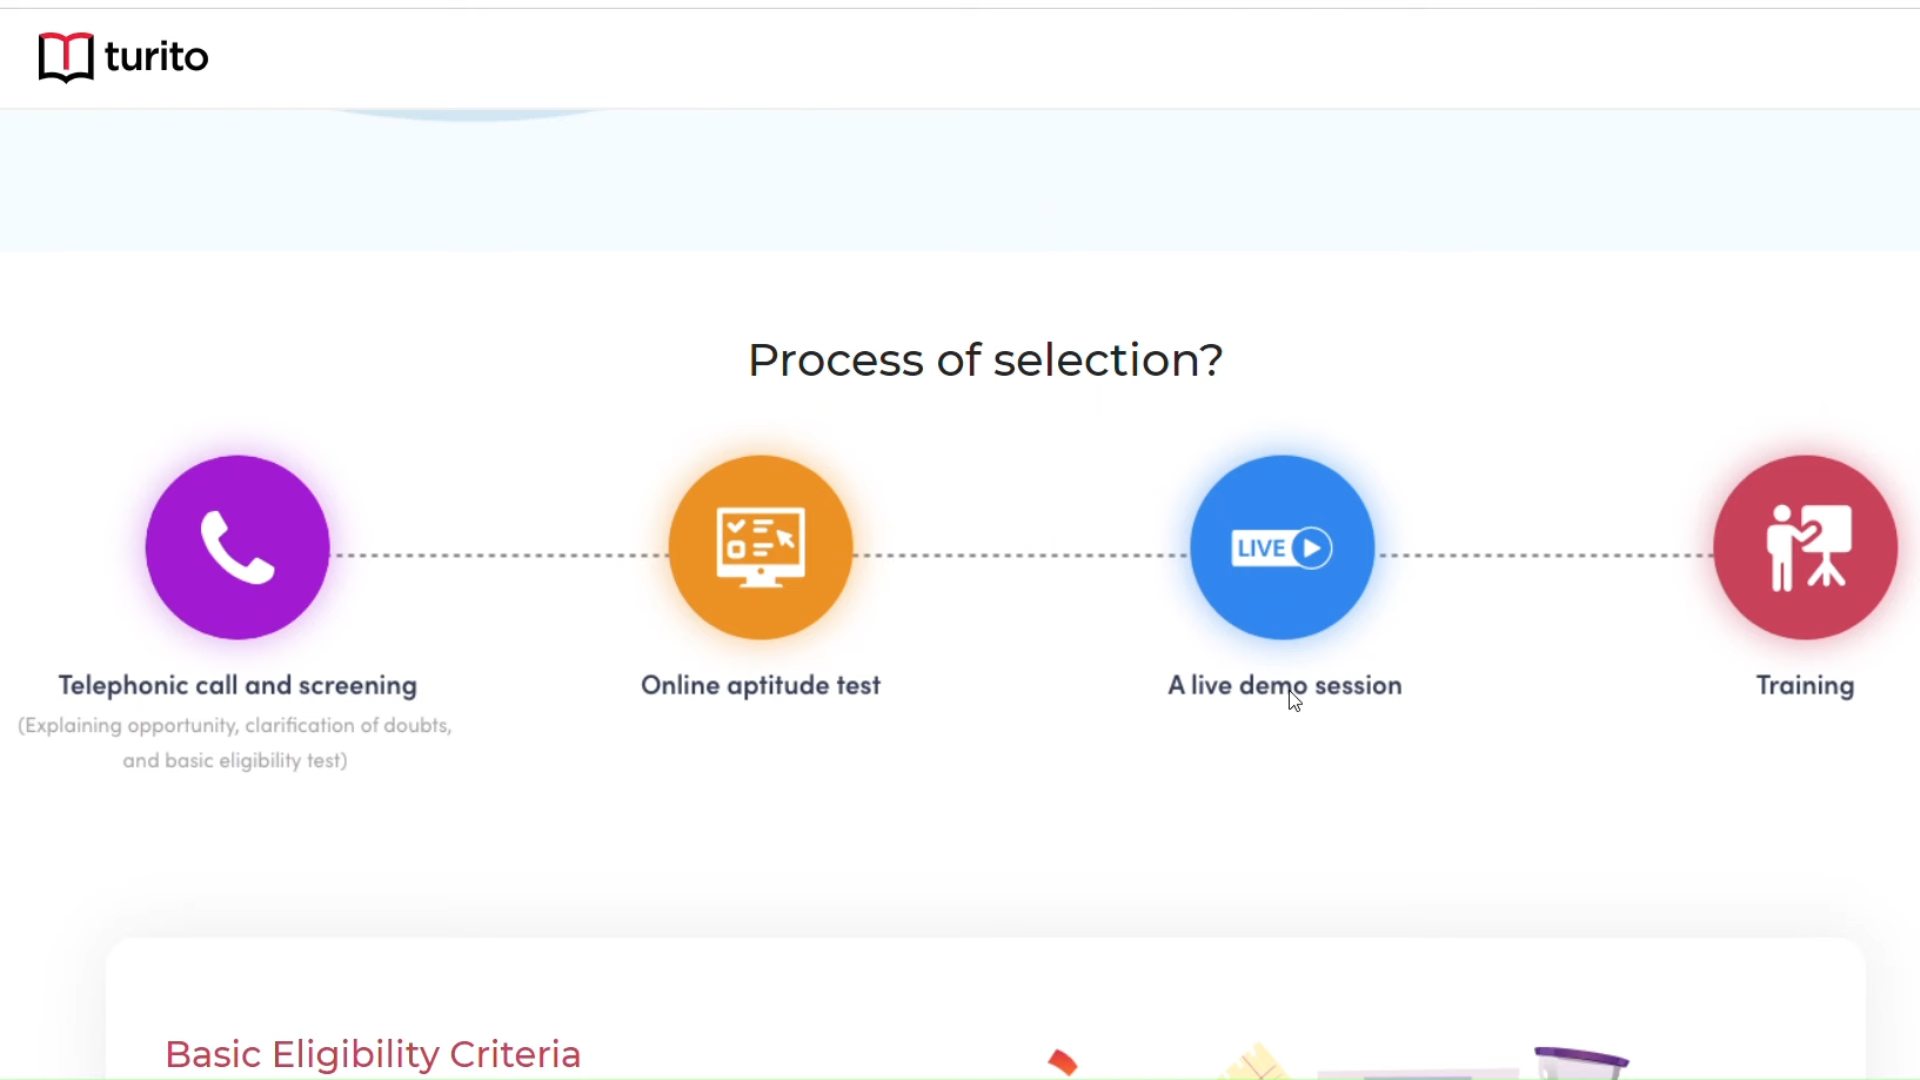 turito
Process of selection?
LIVE
Telephonic call and screening
(Explaining opportunity, clarification of doubts,
and basic eligibility test)
Online aptitude test
A live demo session
Training
Basic Eligibility Criteria